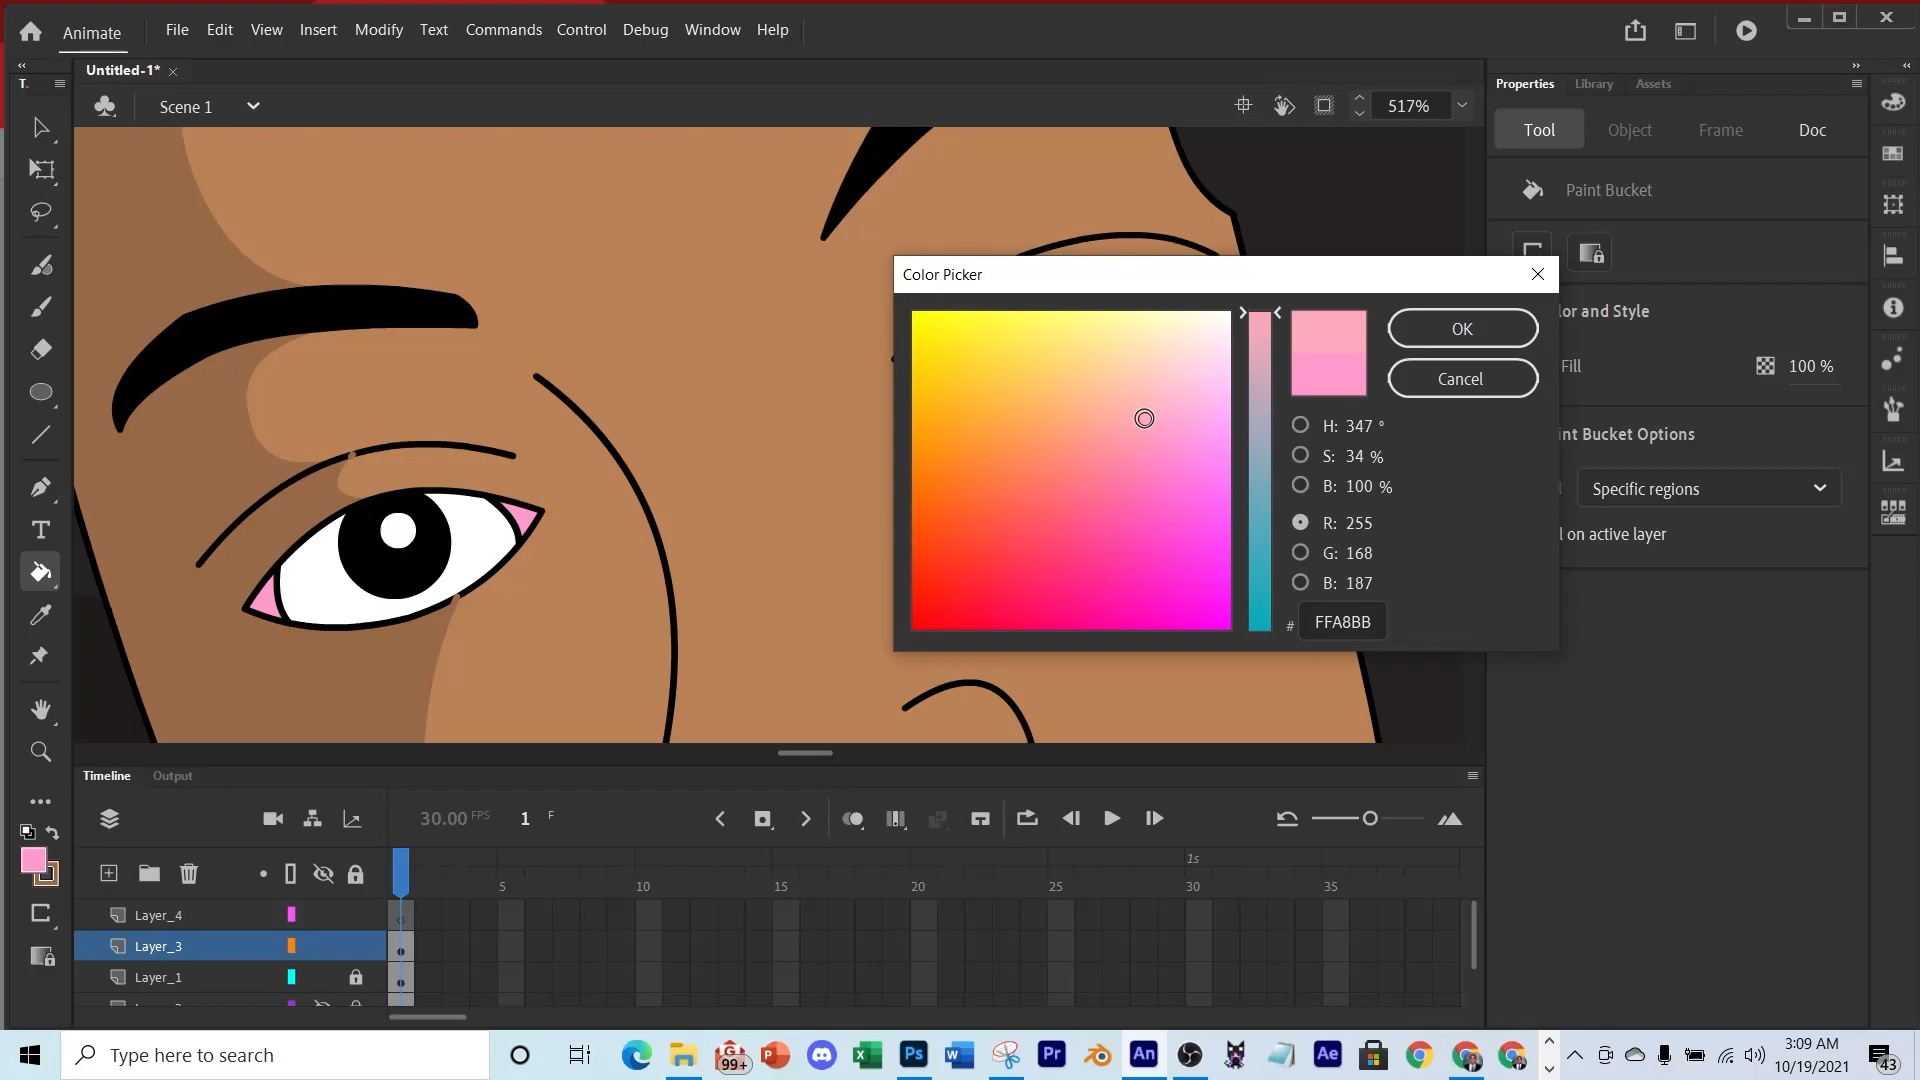 Animate File Edit View Insert Modify Text Commands Control Debug Window Help
T. Untitled-1* Properties Library Assets
Scene 1 517%
Tool Object Frame Doc
Paint Bucket
Color Picker
lor and Style
OK
Fill 100 %
Cancel
H: 347 °
int Bucket Options
S: 34 %
B: 100 %
Specific regions
R: 255
l on active layer
G: 168
B: 187
# FFA8BB
Timeline Output
30.00 FPS 1 F
1s
5 10 15 20 25 30 35
Layer_4
Layer_3
Layer_1
Type here to search
99+
Ps
Pr
An
Ae
3:09 AM
10/19/2021
43